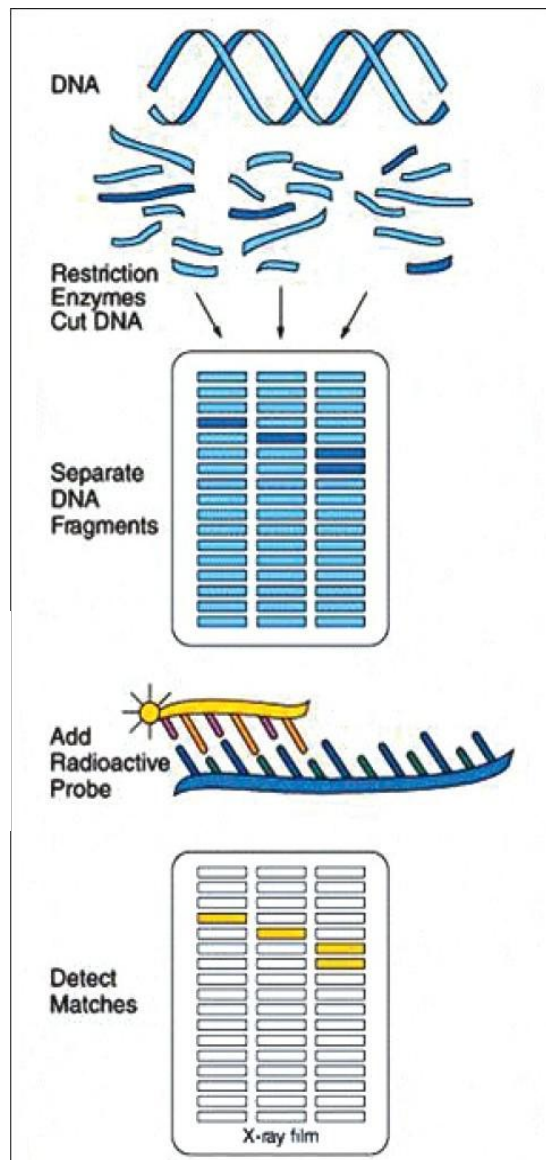 DNA
Restriction
Enzymes
Cut DNA
Separate
DNA
Fragments
Add
Radioactive
Probe
Detect
Matches
X-ray film